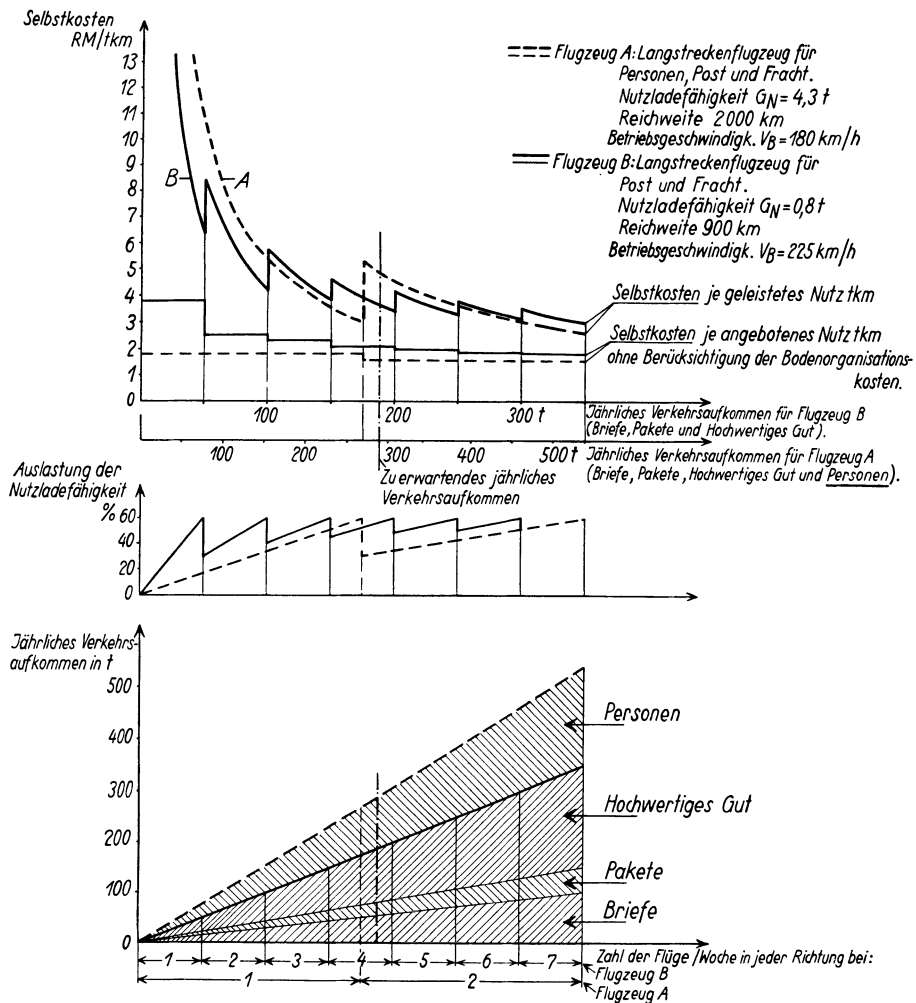 Selbstkosten
RM/tkm
13
12
11
10
9
8
7
6
5
4
3
2
1
0
B
A
Flugzeug A: Langstreckenflugzeug für
Personen, Post und Fracht.
Nutzladefähigkeit GN = 4,3 t
Reichweite 2000 km
Betriebsgeschwindigk. VB = 180 km/h
Flugzeug B: Langstreckenflugzeug für
Post und Fracht.
Nutzladefähigkeit GN = 0,8 t
Reichweite 900 km
Betriebsgeschwindigk. VB = 225 km/h
Selbstkosten je geleistetes Nutz tkm
Selbstkosten je angebotenes Nutz tkm
ohne Berücksichtigung der Bodenorganisations-
kosten.
100 200 300 t
Jährliches Verkehrsaufkommen für Flugzeug B
(Briefe, Pakete und Hochwertiges Gut).
100 200 300 400 500 t
Jährliches Verkehrsaufkommen für Flugzeug A
(Briefe, Pakete, Hochwertiges Gut und Personen).
Zu erwartendes jährliches
Verkehrsaufkommen
Auslastung der
Nutzladefähigkeit
% 60
40
20
0
Jährliches Verkehrs-
aufkommen in t
500
400
300
200
100
0
Personen
Hochwertiges Gut
Pakete
Briefe
1 2 3 4 5 6 7
1 2
Zahl der Flüge / Woche in jeder Richtung bei:
Flugzeug B
Flugzeug A